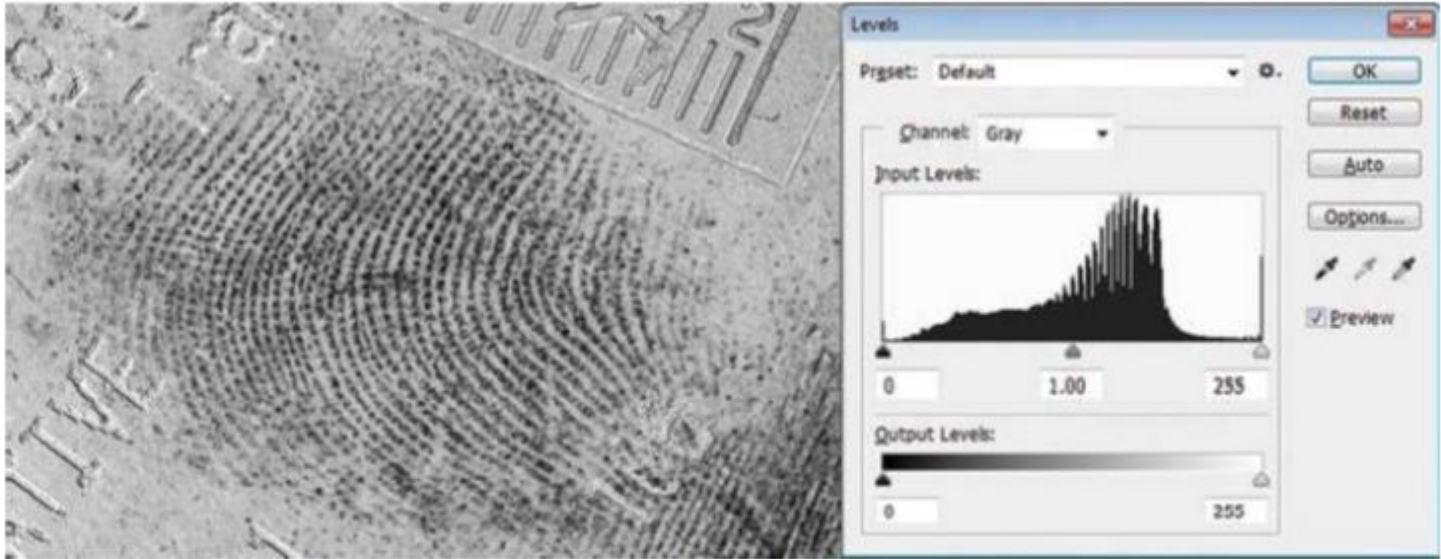 2
Levels
Preset: Default
OK
Reset
Channel: Gray
Auto
Input Levels:
Options...
Preview
0 1.00 255
Output Levels:
0 255